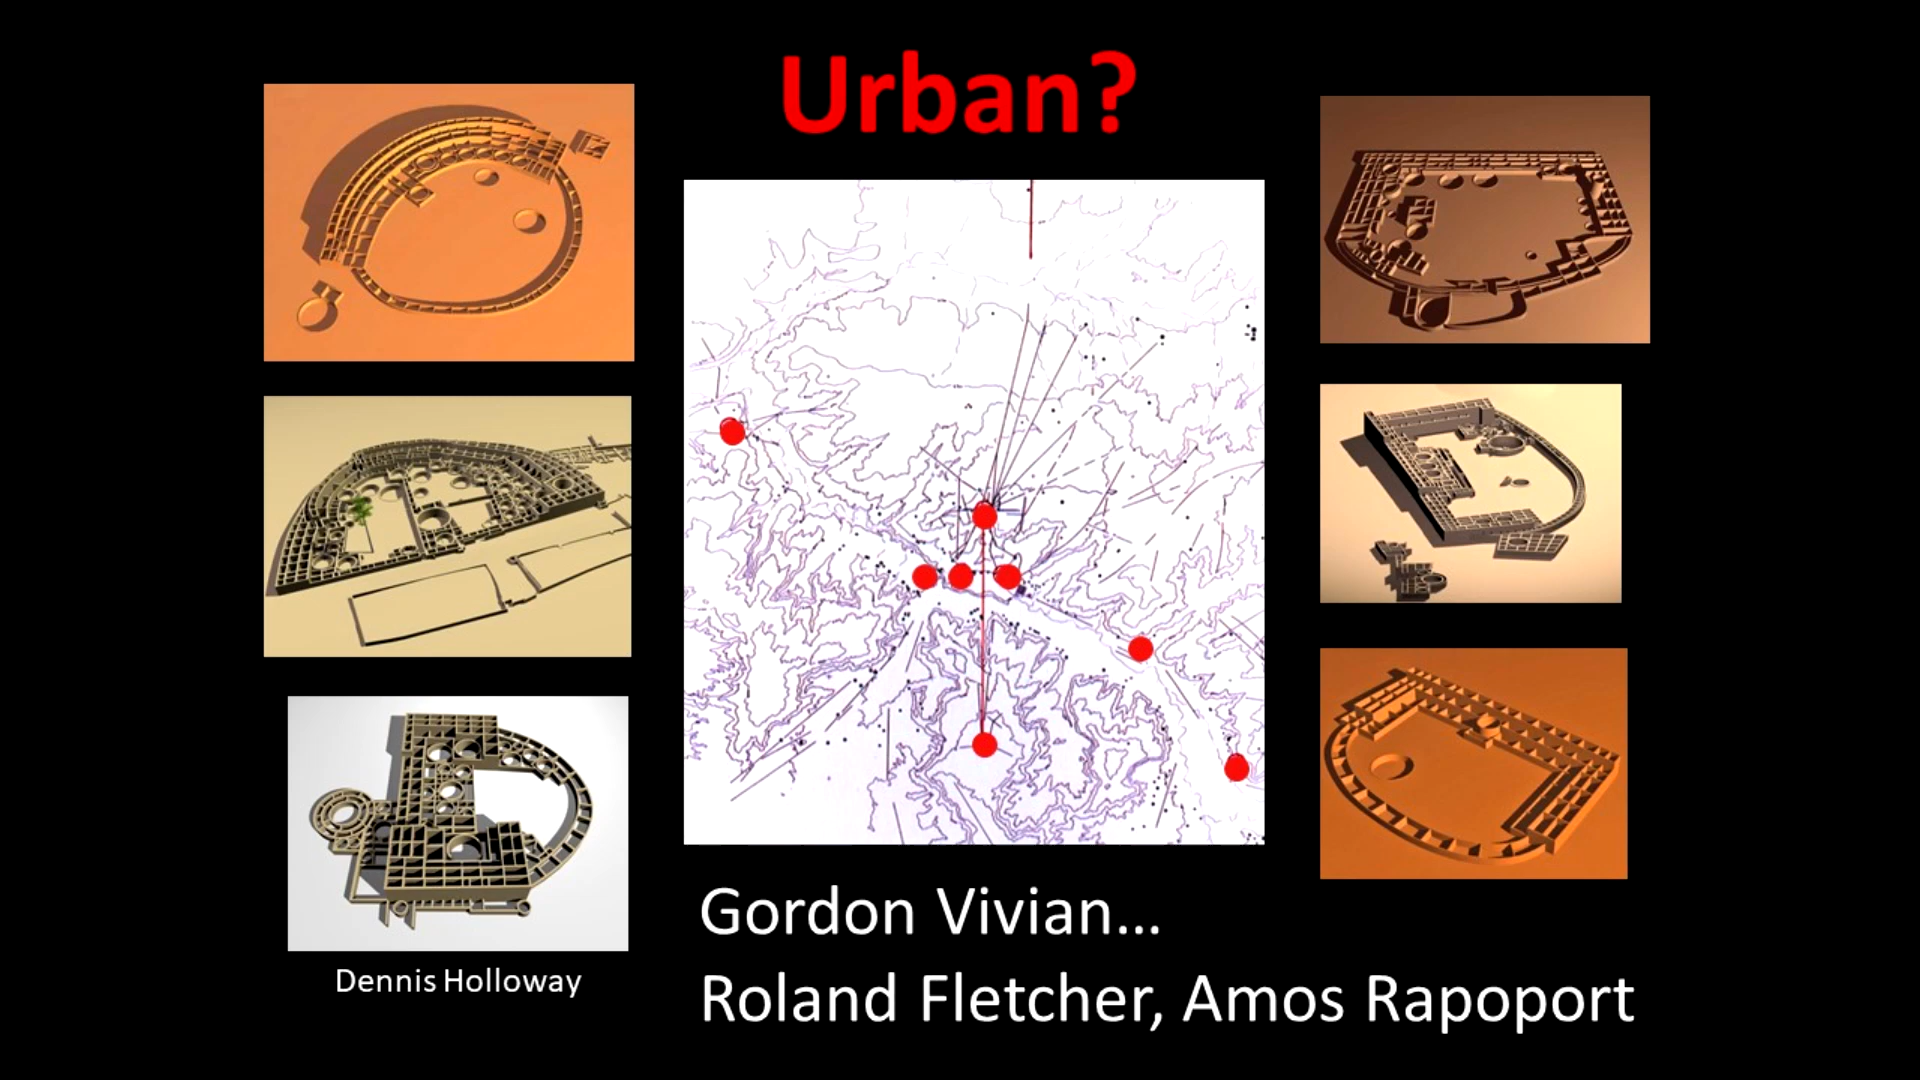 Urban?
Dennis Holloway
Gordon Vivian...
Roland Fletcher, Amos Rapoport